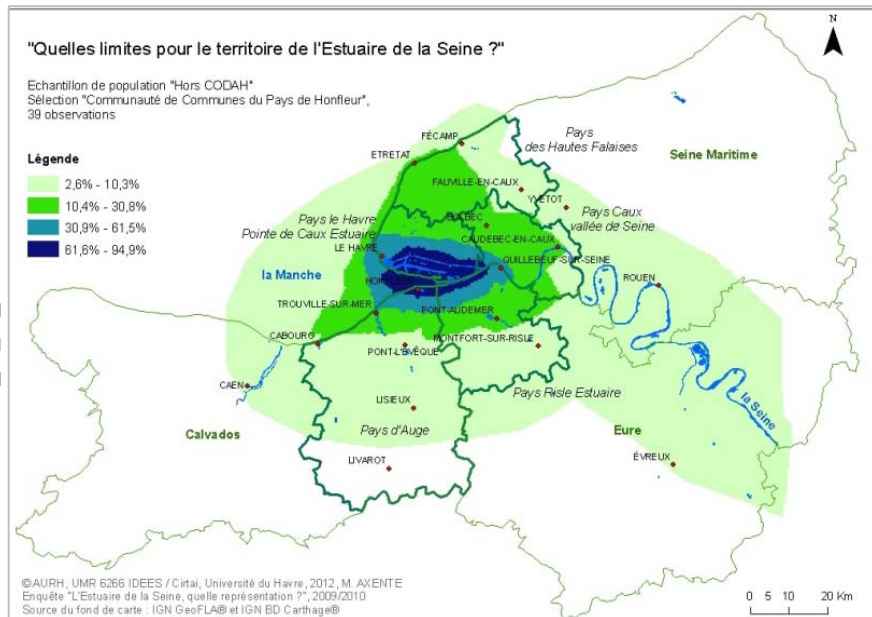 "Quelles limites pour le territoire de l'Estuaire de la Seine ?"
N
Echantillon de population "Hors CODAH"
Sélection "Communauté de Communes du Pays de Honfleur",
39 observations
Légende
2,6% - 10,3%
10,4% - 30,8%
30,9% - 61,5%
61,6% - 94,9%
FÉCAMP
Pays
des Hautes Falaises
ETRETAT
Seine Maritime
FAUVILLE-EN-CAUX
YVETOT
Pays le Havre
Pointe de Caux Estuaire
BOLBEC
Pays Caux
vallée de Seine
CAUDEBEC-EN-CAUX
LE HAVRE
QUILLEBEUF-SUR-SEINE
la Manche
ROUEN
HONFLEUR
TROUVILLE-SUR-MER
PONT-AUDEMER
CABOURG
MONTFORT-SUR-RISLE
PONT-L'ÉVÊQUE
CAEN
Pays Risle Estuaire
la Seine
LISIEUX
Calvados
Pays d'Auge
Eure
LIVAROT
ÉVREUX
©AURH, UMR 6266 IDEES / Cirtai, Université du Havre, 2012, M. AXENTE
Enquête "L'Estuaire de la Seine, quelle représentation ?", 2009/2010
Source du fond de carte : IGN GeoFLA® et IGN BD Carthage®
0 5 10 20 Km